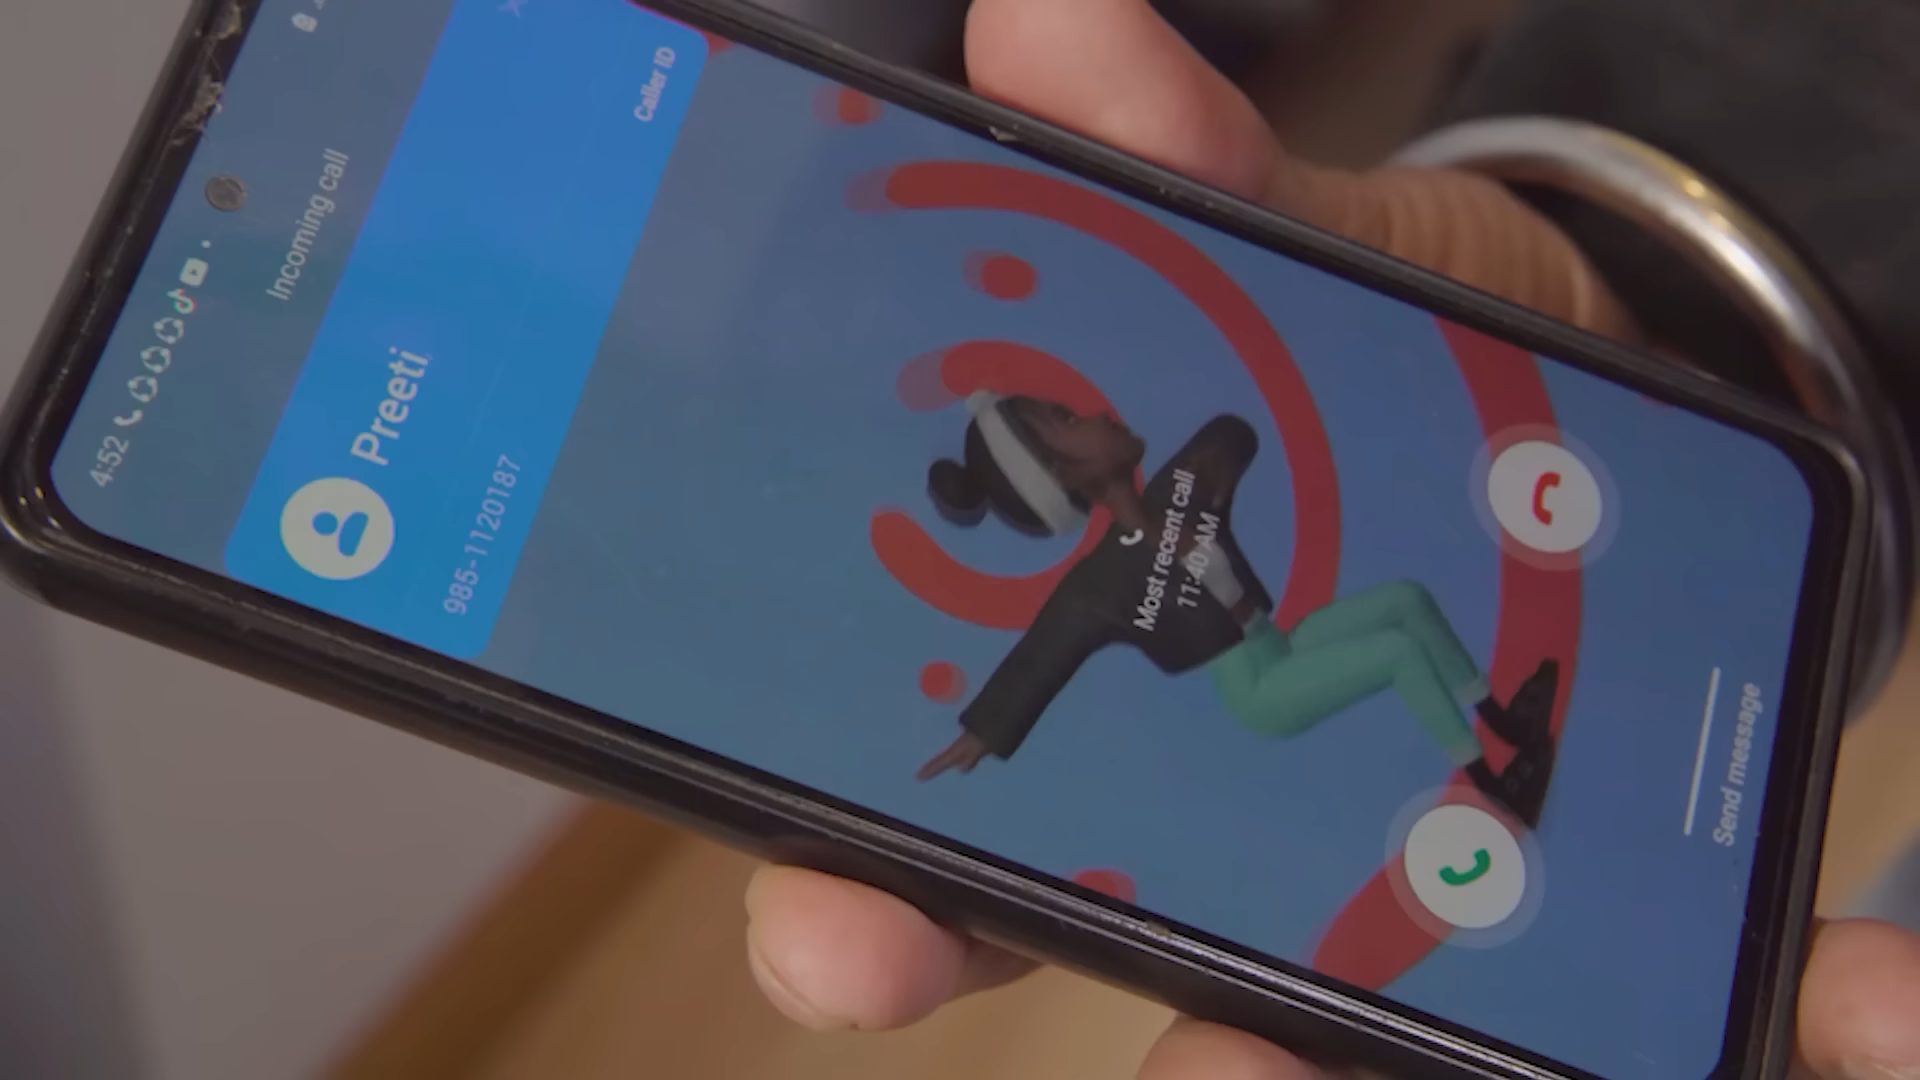 4:52
Incoming call
Preeti
985-1120187
Caller ID
Most recent call
11:40 AM
Send message